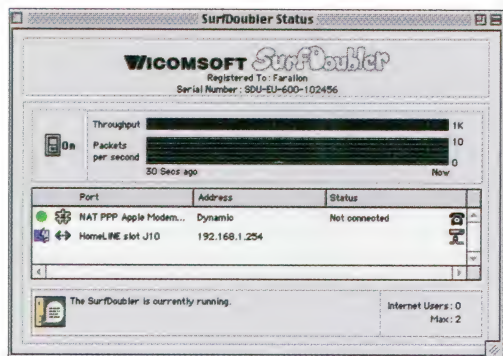 SurfDoubler Status
VICOMSOFT SurfDoubler
Registered To: Farallon
Serial Number: SDU-EU-600-102456
On
Throughput
1K
Packets per second
10
0
30 Secs ago
Now
Port Address Status
NAT PPP Apple Modem... Dynamic Not connected
HomeLINE slot J10 192.168.1.254
The SurfDoubler is currently running.
Internet Users: 0
Max: 2